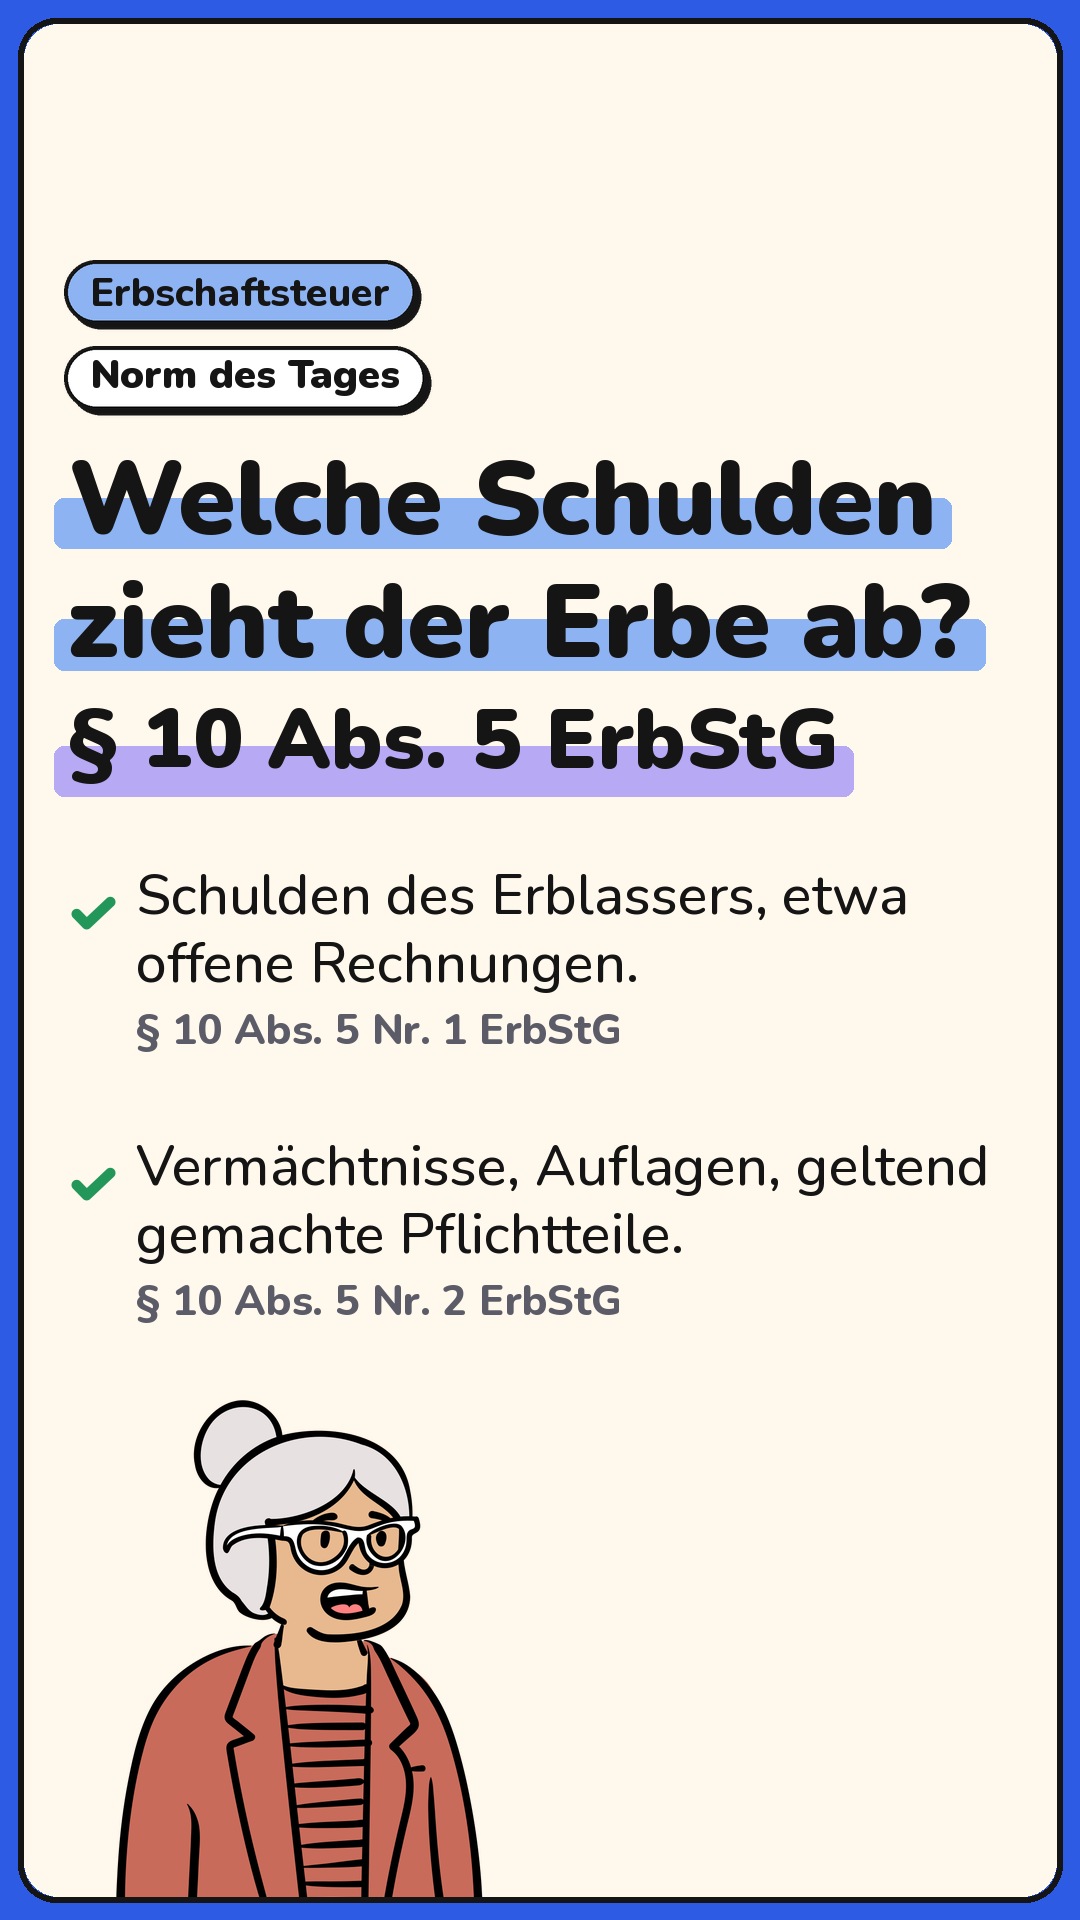 Erbschaftsteuer
Norm des Tages
Welche Schulden
zieht der Erbe ab?
§ 10 Abs. 5 ErbStG
Schulden des Erblassers, etwa
offene Rechnungen.
§ 10 Abs. 5 Nr. 1 ErbStG
Vermächtnisse, Auflagen, geltend
gemachte Pflichtteile.
§ 10 Abs. 5 Nr. 2 ErbStG